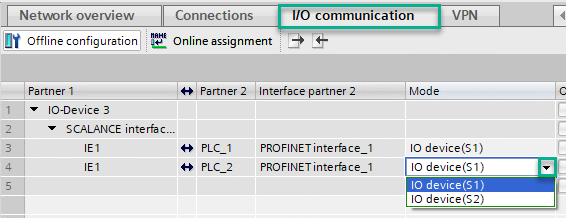 Network overview Connections I/O communication VPN
Offline configuration Online assignment
Partner 1 Partner 2 Interface partner 2 Mode
1 IO-Device 3
2 SCALANCE interfac...
3 IE1 PLC_1 PROFINET interface_1 IO device(S1)
4 IE1 PLC_2 PROFINET interface_1 IO device(S1)
5 IO device(S1)
IO device(S2)